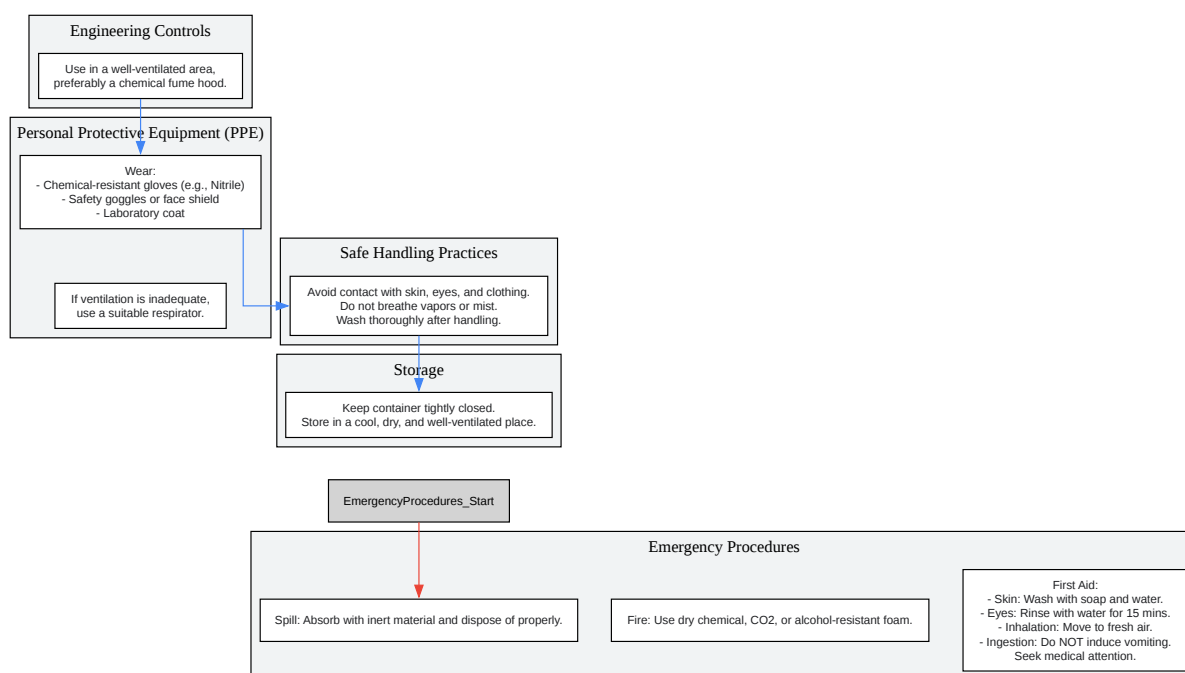 Engineering Controls
Use in a well-ventilated area,
preferably a chemical fume hood.
Personal Protective Equipment (PPE)
Wear:
- Chemical-resistant gloves (e.g., Nitrile)
- Safety goggles or face shield
- Laboratory coat
If ventilation is inadequate,
use a suitable respirator.
Safe Handling Practices
Avoid contact with skin, eyes, and clothing.
Do not breathe vapors or mist.
Wash thoroughly after handling.
Storage
Keep container tightly closed.
Store in a cool, dry, and well-ventilated place.
EmergencyProcedures_Start
Emergency Procedures
Spill: Absorb with inert material and dispose of properly.
Fire: Use dry chemical, CO2, or alcohol-resistant foam.
First Aid:
- Skin: Wash with soap and water.
- Eyes: Rinse with water for 15 mins.
- Inhalation: Move to fresh air.
- Ingestion: Do NOT induce vomiting.
Seek medical attention.